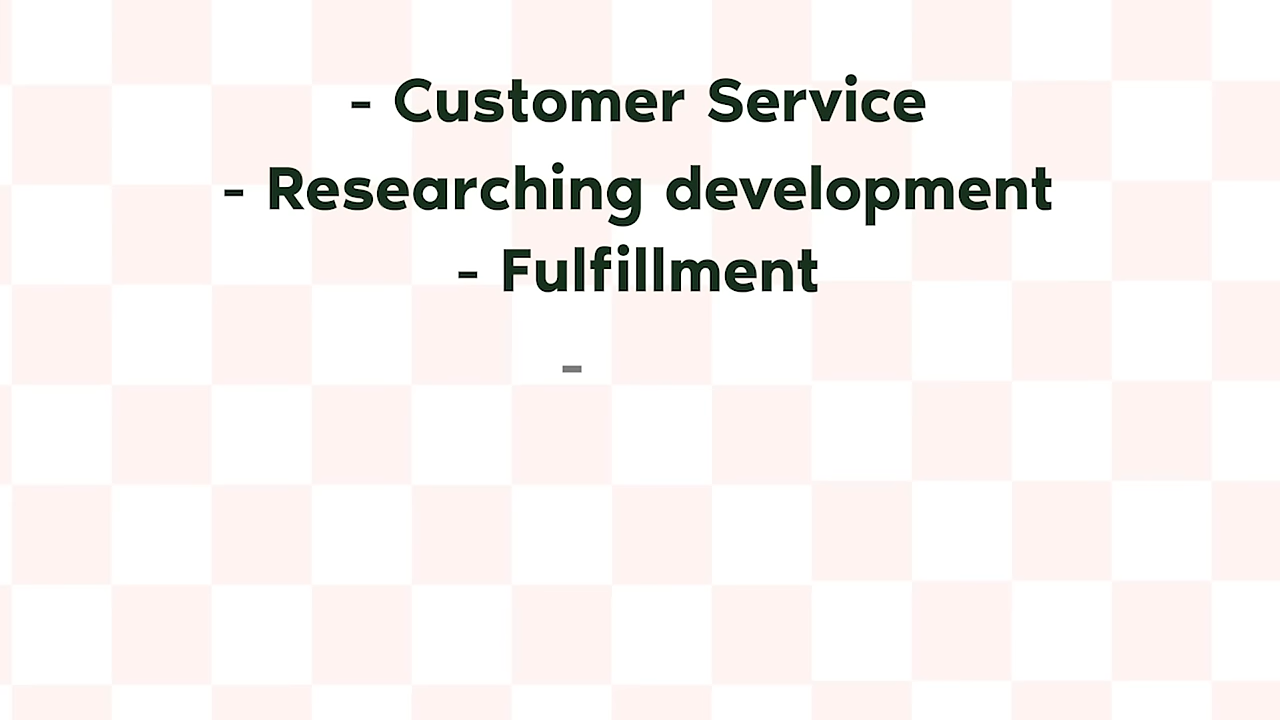 - Customer Service
- Researching development
- Fulfillment
-